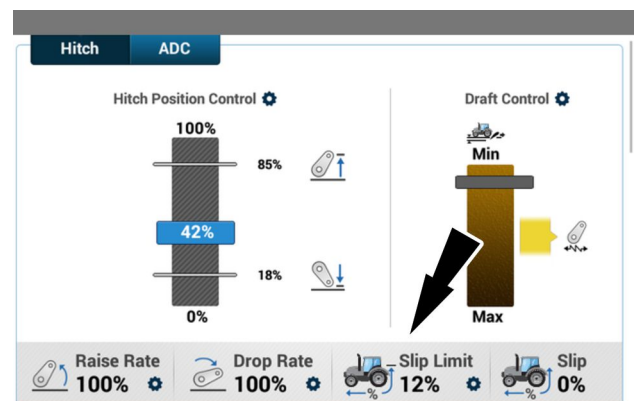 Hitch
ADC
Hitch Position Control
100%
85%
42%
18%
0%
Draft Control
Min
Max
Raise Rate
100%
Drop Rate
100%
Slip Limit
12%
%
Slip
0%
%